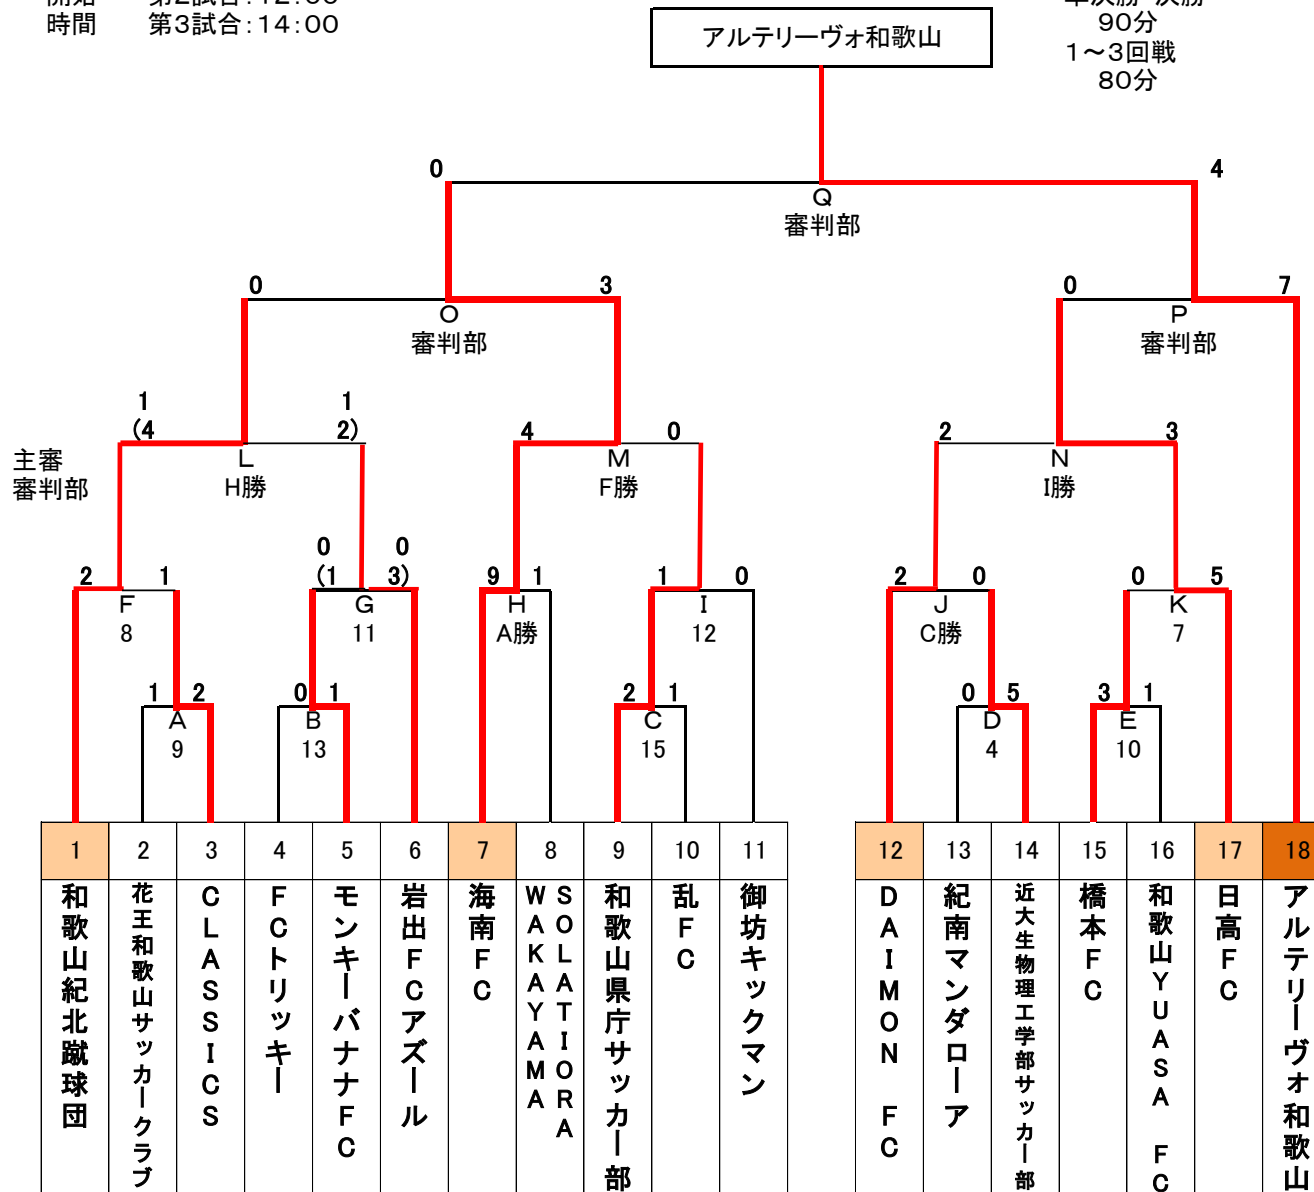 第3試合：14：00
時間
アルテリーヴォ和歌山
90分
1～3回戦
80分
0
4
Q
審判部
0
3
0
7
O
審判部
P
審判部
1
(4
1
2)
4
0
2
3
主審
審判部
L
H勝
M
F勝
N
I勝
0
(1
0
3)
2
1
9
1
1
0
2
0
0
5
F
8
G
11
H
A勝
I
12
J
C勝
K
7
1
2
0
1
2
1
0
5
3
1
A
9
B
13
C
15
D
4
E
10
1
2
3
4
5
6
7
8
9
10
11
12
13
14
15
16
17
18
和歌山紀北蹴球団
花王和歌山サッカークラブ
CLASSICS
FCトリッキー
モンキーバナナFC
岩出FCアズール
海南FC
SOLATIORA
WAKAYAMA
和歌山県庁サッカー部
乱FC
御坊キックマン
DAIMON FC
紀南マンダローア
近大生物理工学部サッカー部
橋本FC
和歌山YUASA FC
日高FC
アルテリーヴォ和歌山